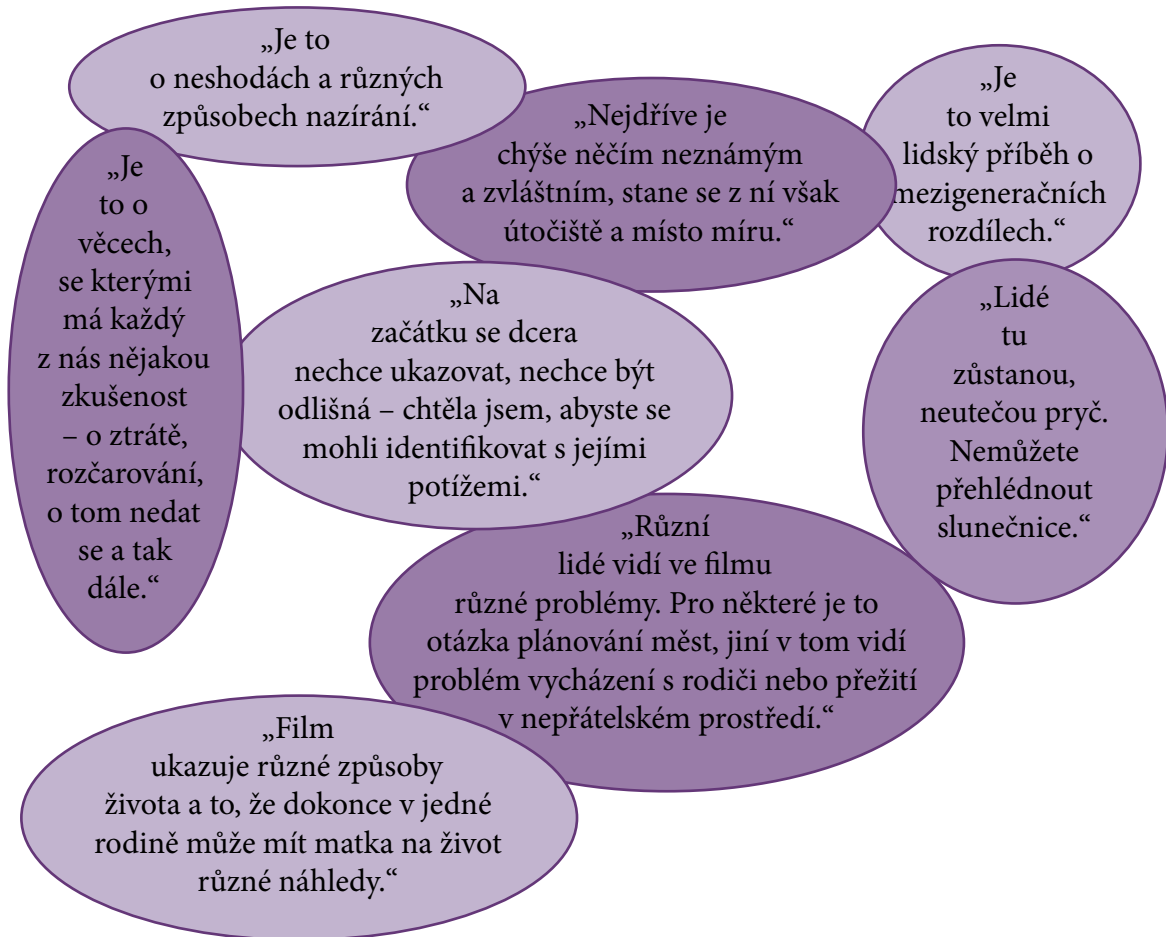 „Je to
o neshodách a různých
způsobech nazírání.“
„Nejdříve je
chýše něčím neznámým
a zvláštním, stane se z ní však
útočiště a místo míru.“
„Je
to velmi
lidský příběh o
mezigeneračních
rozdílech.“
„Je
to o
věcech,
se kterými
má každý
z nás nějakou
zkušenost
– o ztrátě,
rozčarování,
o tom nedat
se a tak
dále.“
„Na
začátku se dcera
nechce ukazovat, nechce být
odlišná – chtěla jsem, abyste se
mohli identifikovat s jejími
potížemi.“
„Lidé
tu
zůstanou,
neutečou pryč.
Nemůžete
přehlédnout
slunečnice.“
„Různí
lidé vidí ve filmu
různé problémy. Pro některé je to
otázka plánování měst, jiní v tom vidí
problém vycházení s rodiči nebo přežití
v nepřátelském prostředí.“
„Film
ukazuje různé způsoby
života a to, že dokonce v jedné
rodině může mít matka na život
různé náhledy.“